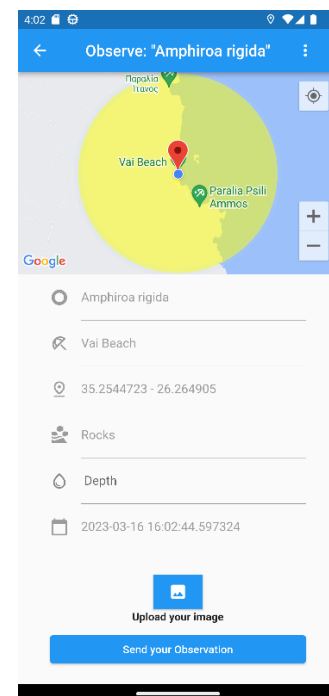 4:02
Observe: "Amphiroa rigida"
Παραλία
Ίτανος
Vai Beach
Paralia Psili
Ammos
Google
Amphiroa rigida
Vai Beach
35.2544723 - 26.264905
Rocks
Depth
2023-03-16 16:02:44.597324
Upload your image
Send your Observation